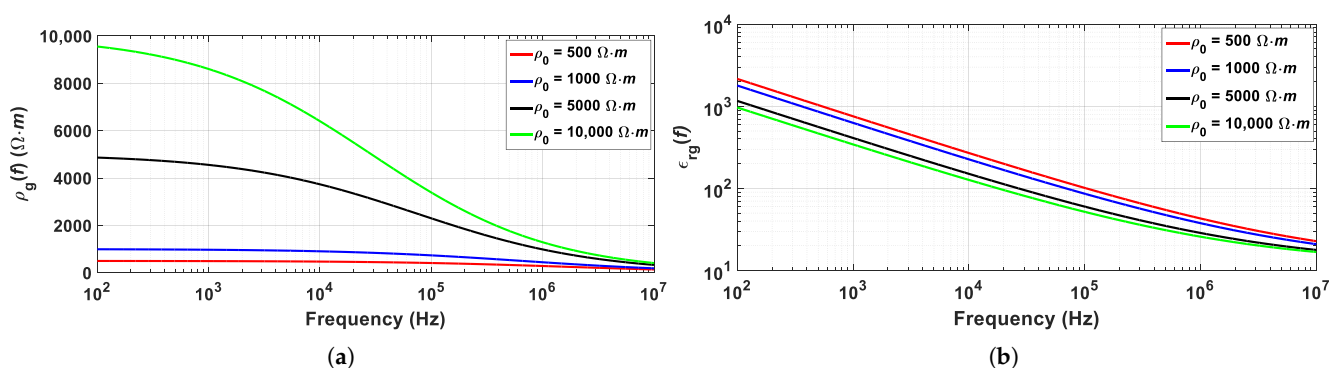 10,000
8000
6000
4000
2000
0
ρg(f) (Ω·m)
10^2 10^3 10^4 10^5 10^6 10^7
Frequency (Hz)
ρ0 = 500 Ω·m
ρ0 = 1000 Ω·m
ρ0 = 5000 Ω·m
ρ0 = 10,000 Ω·m
(a)
10^4
10^3
10^2
10^1
ϵrg(f)
10^2 10^3 10^4 10^5 10^6 10^7
Frequency (Hz)
ρ0 = 500 Ω·m
ρ0 = 1000 Ω·m
ρ0 = 5000 Ω·m
ρ0 = 10,000 Ω·m
(b)